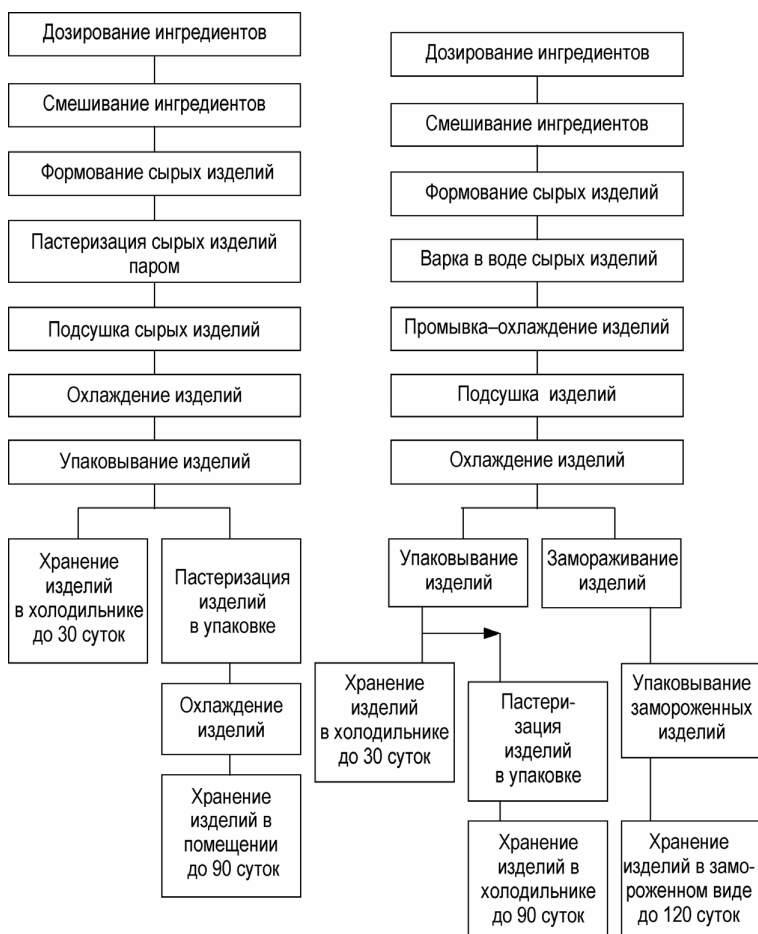 Дозирование ингредиентов
Смешивание ингредиентов
Формование сырых изделий
Пастеризация сырых изделий
паром
Подсушка сырых изделий
Охлаждение изделий
Упаковывание изделий
Хранение
изделий
в холодильнике
до 30 суток
Пастеризация
изделий
в упаковке
Охлаждение
изделий
Хранение
изделий в
помещении
до 90 суток
Дозирование ингредиентов
Смешивание ингредиентов
Формование сырых изделий
Варка в воде сырых изделий
Промывка–охлаждение изделий
Подсушка изделий
Охлаждение изделий
Упаковывание
изделий
Замораживание
изделий
Хранение
изделий
в холодильнике
до 30 суток
Пастери-
зация
изделий
в упаковке
Упаковывание
замороженных
изделий
Хранение
изделий в
холодильнике
до 90 суток
Хранение
изделий в замо-
роженном виде
до 120 суток